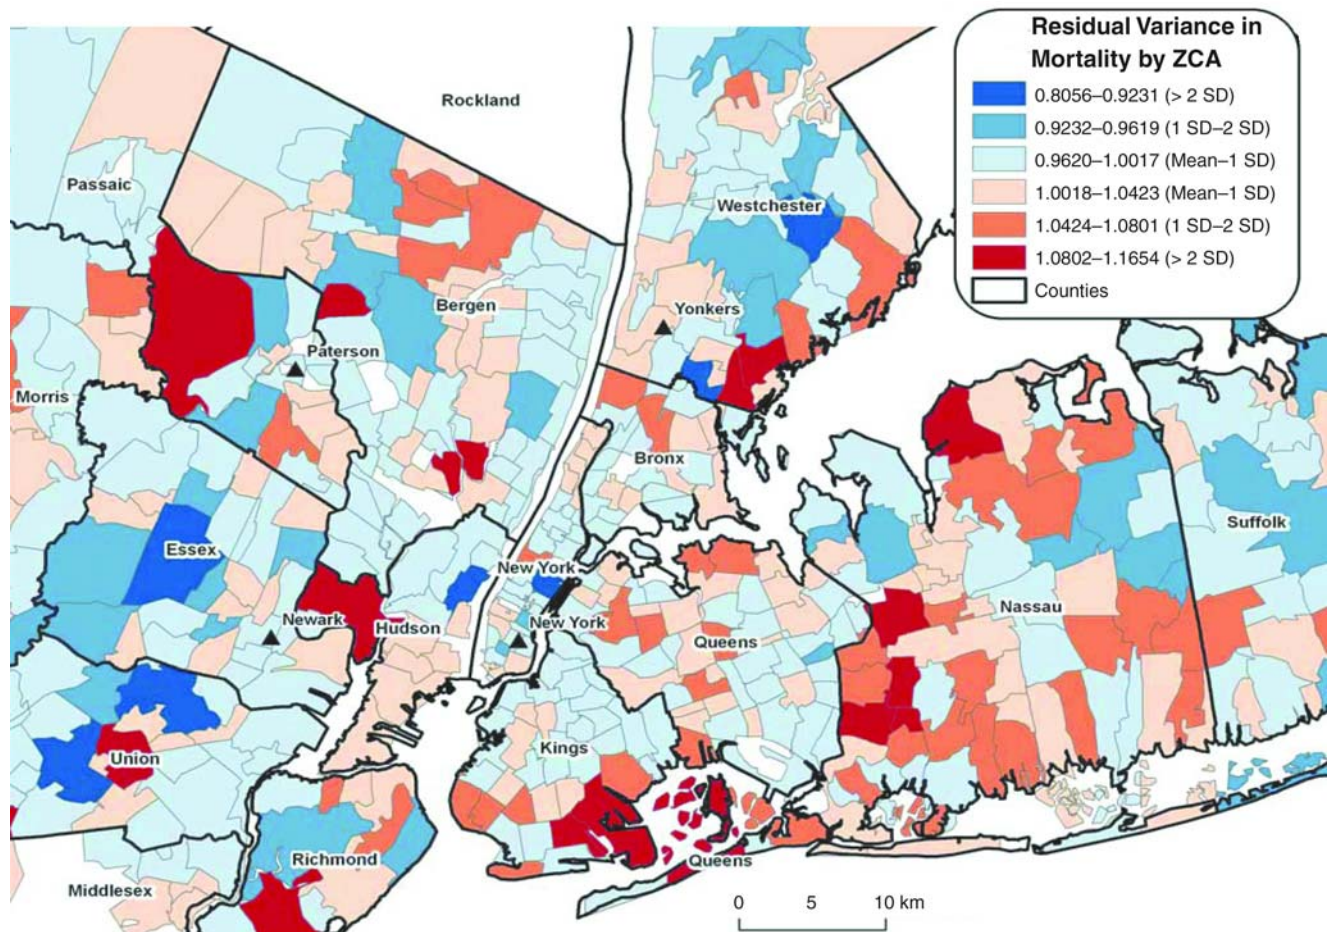 Residual Variance in
Mortality by ZCA
0.8056–0.9231 (> 2 SD)
0.9232–0.9619 (1 SD–2 SD)
0.9620–1.0017 (Mean–1 SD)
1.0018–1.0423 (Mean–1 SD)
1.0424–1.0801 (1 SD–2 SD)
1.0802–1.1654 (> 2 SD)
Counties
Rockland
Passaic
Westchester
Bergen
Yonkers
Paterson
Morris
Bronx
Suffolk
Essex
New York
Nassau
Newark
Hudson
New York
Queens
Kings
Union
Richmond
Queens
Middlesex
0 5 10 km